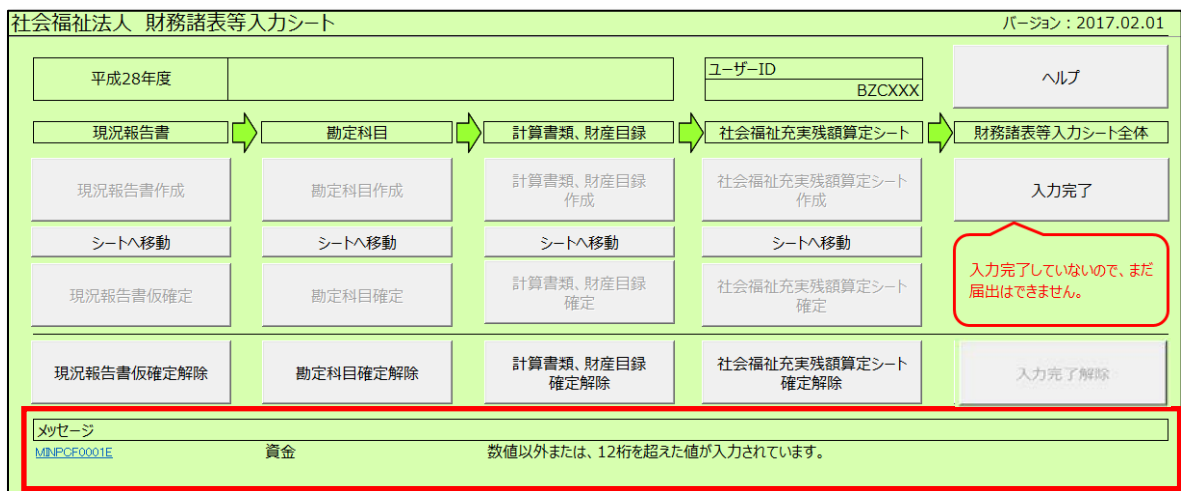 社会福祉法人 財務諸表等入力シート
バージョン:2017.02.01
平成28年度
ユーザーID
BZCXXX
ヘルプ
現況報告書
勘定科目
計算書類、財産目録
社会福祉充実残額算定シート
財務諸表等入力シート全体
現況報告書作成
勘定科目作成
計算書類、財産目録
作成
社会福祉充実残額算定シート
作成
入力完了
シートへ移動
シートへ移動
シートへ移動
シートへ移動
入力完了していないので、まだ
届出はできません。
現況報告書仮確定
勘定科目確定
計算書類、財産目録
確定
社会福祉充実残額算定シート
確定
現況報告書仮確定解除
勘定科目確定解除
計算書類、財産目録
確定解除
社会福祉充実残額算定シート
確定解除
入力完了解除
メッセージ
MINPCF0001E 資金 数値以外または、12桁を超えた値が入力されています。